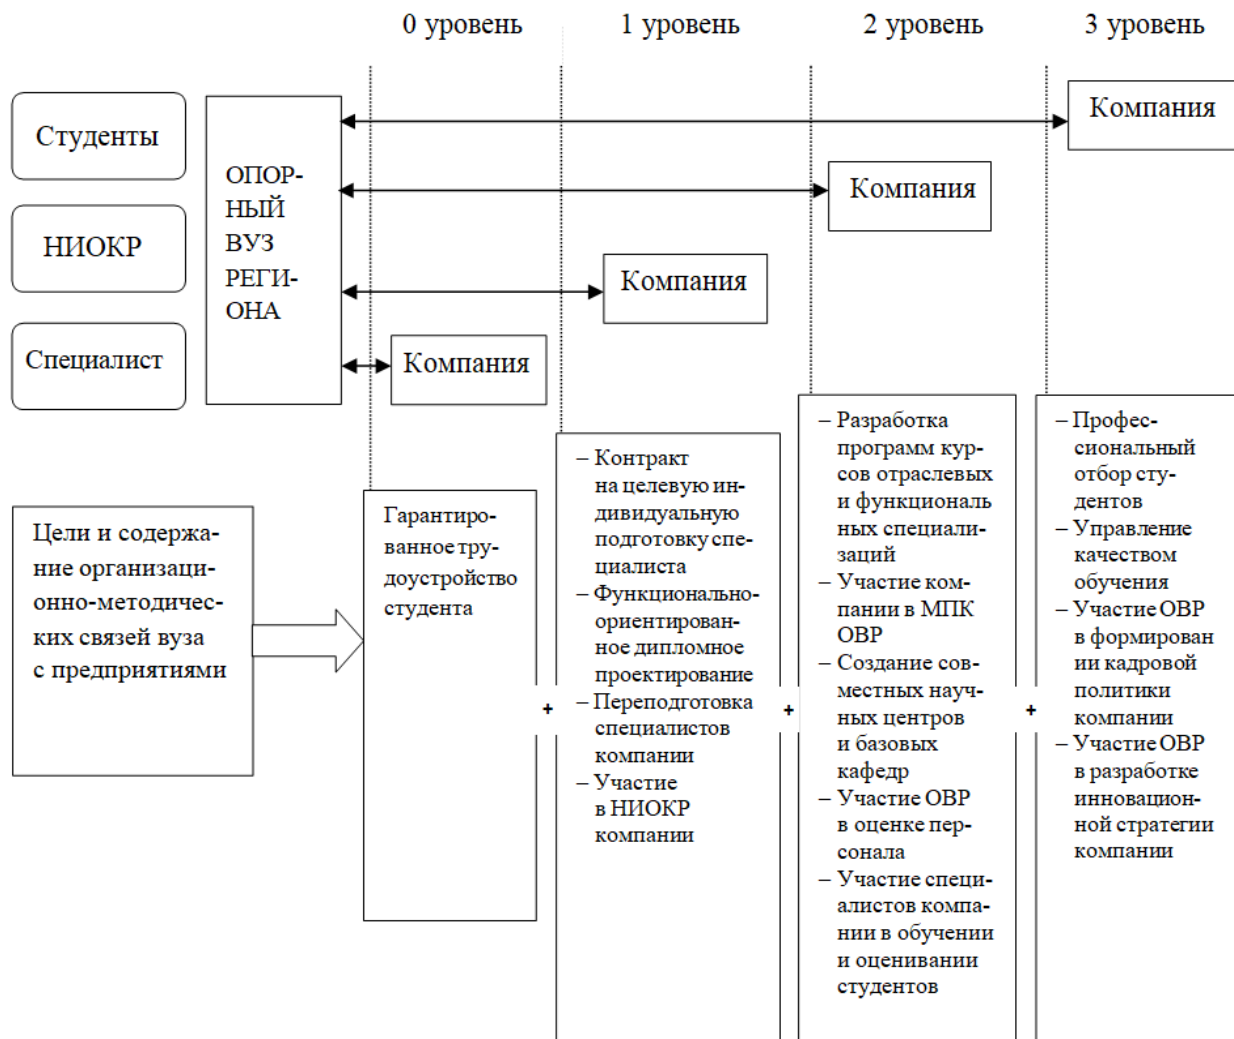 0 уровень
1 уровень
2 уровень
3 уровень
Студенты
НИОКР
Специалист
ОПОР-
НЫЙ
ВУЗ
РЕГИ-
ОНА
Компания
Компания
Компания
Компания
Цели и содержа-
ние организаци-
онно-методичес-
ких связей вуза
с предприятиями
Гарантиро-
ванное тру-
доустройство
студента
+
– Контракт
на целевую ин-
дивидуальную
подготовку спе-
циалиста
– Функционально-
ориентирован-
ное дипломное
проектирование
– Переподготовка
специалистов
компании
– Участие
в НИОКР
компании
+
– Разработка
программ кур-
сов отраслевых
и функциональ
ных специали-
заций
– Участие ком-
пании в МПК
ОВР
– Создание сов-
местных науч-
ных центров
и базовых
кафедр
– Участие ОВР
в оценке пер-
сонала
– Участие специ-
алистов компа-
нии в обучении
и оценивании
студентов
+
– Профес-
сиональный
отбор сту-
дентов
– Управление
качеством
обучения
– Участие ОВР
в формирован
ии кадровой
политики
компании
– Участие ОВР
в разработке
инновацион-
ной стратегии
компании